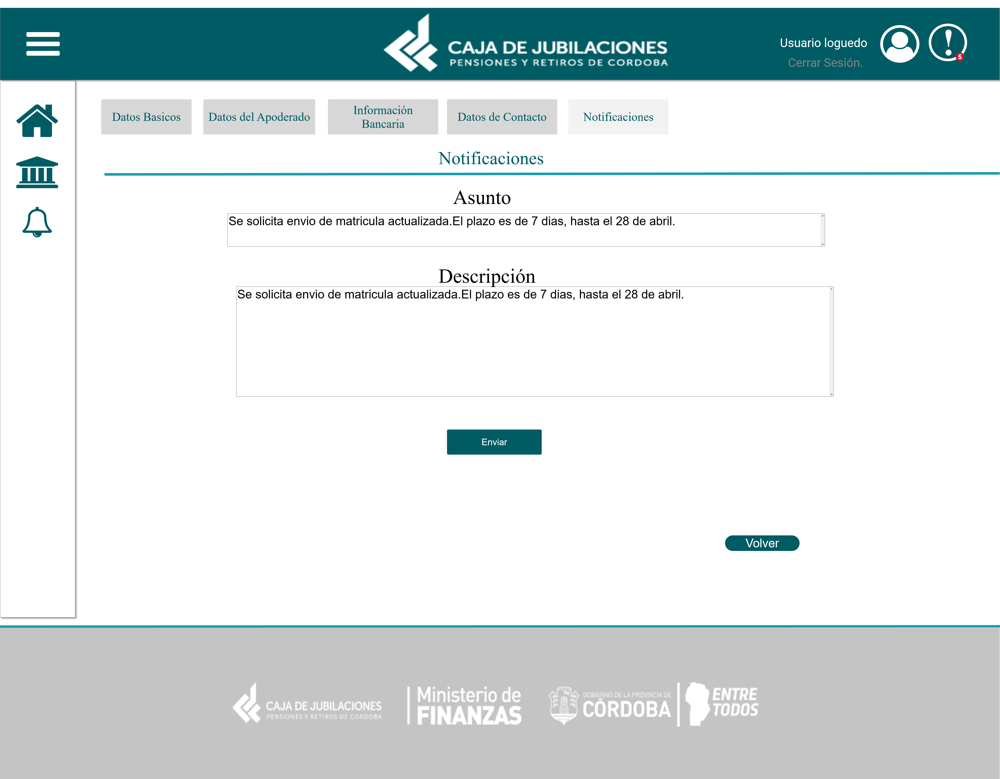 CAJA DE JUBILACIONES
PENSIONES Y RETIROS DE CORDOBA
Usuario loguedo
Cerrar Sesión.
5
Datos Basicos
Datos del Apoderado
Información
Bancaria
Datos de Contacto
Notificaciones
Notificaciones
Asunto
Se solicita envio de matricula actualizada.El plazo es de 7 dias, hasta el 28 de abril.
Descripción
Se solicita envio de matricula actualizada.El plazo es de 7 dias, hasta el 28 de abril.
Enviar
Volver
CAJA DE JUBILACIONES
PENSIONES Y RETIROS DE CORDOBA
Ministerio de
FINANZAS
GOBIERNO DE LA PROVINCIA DE
CÓRDOBA
ENTRE
TODOS